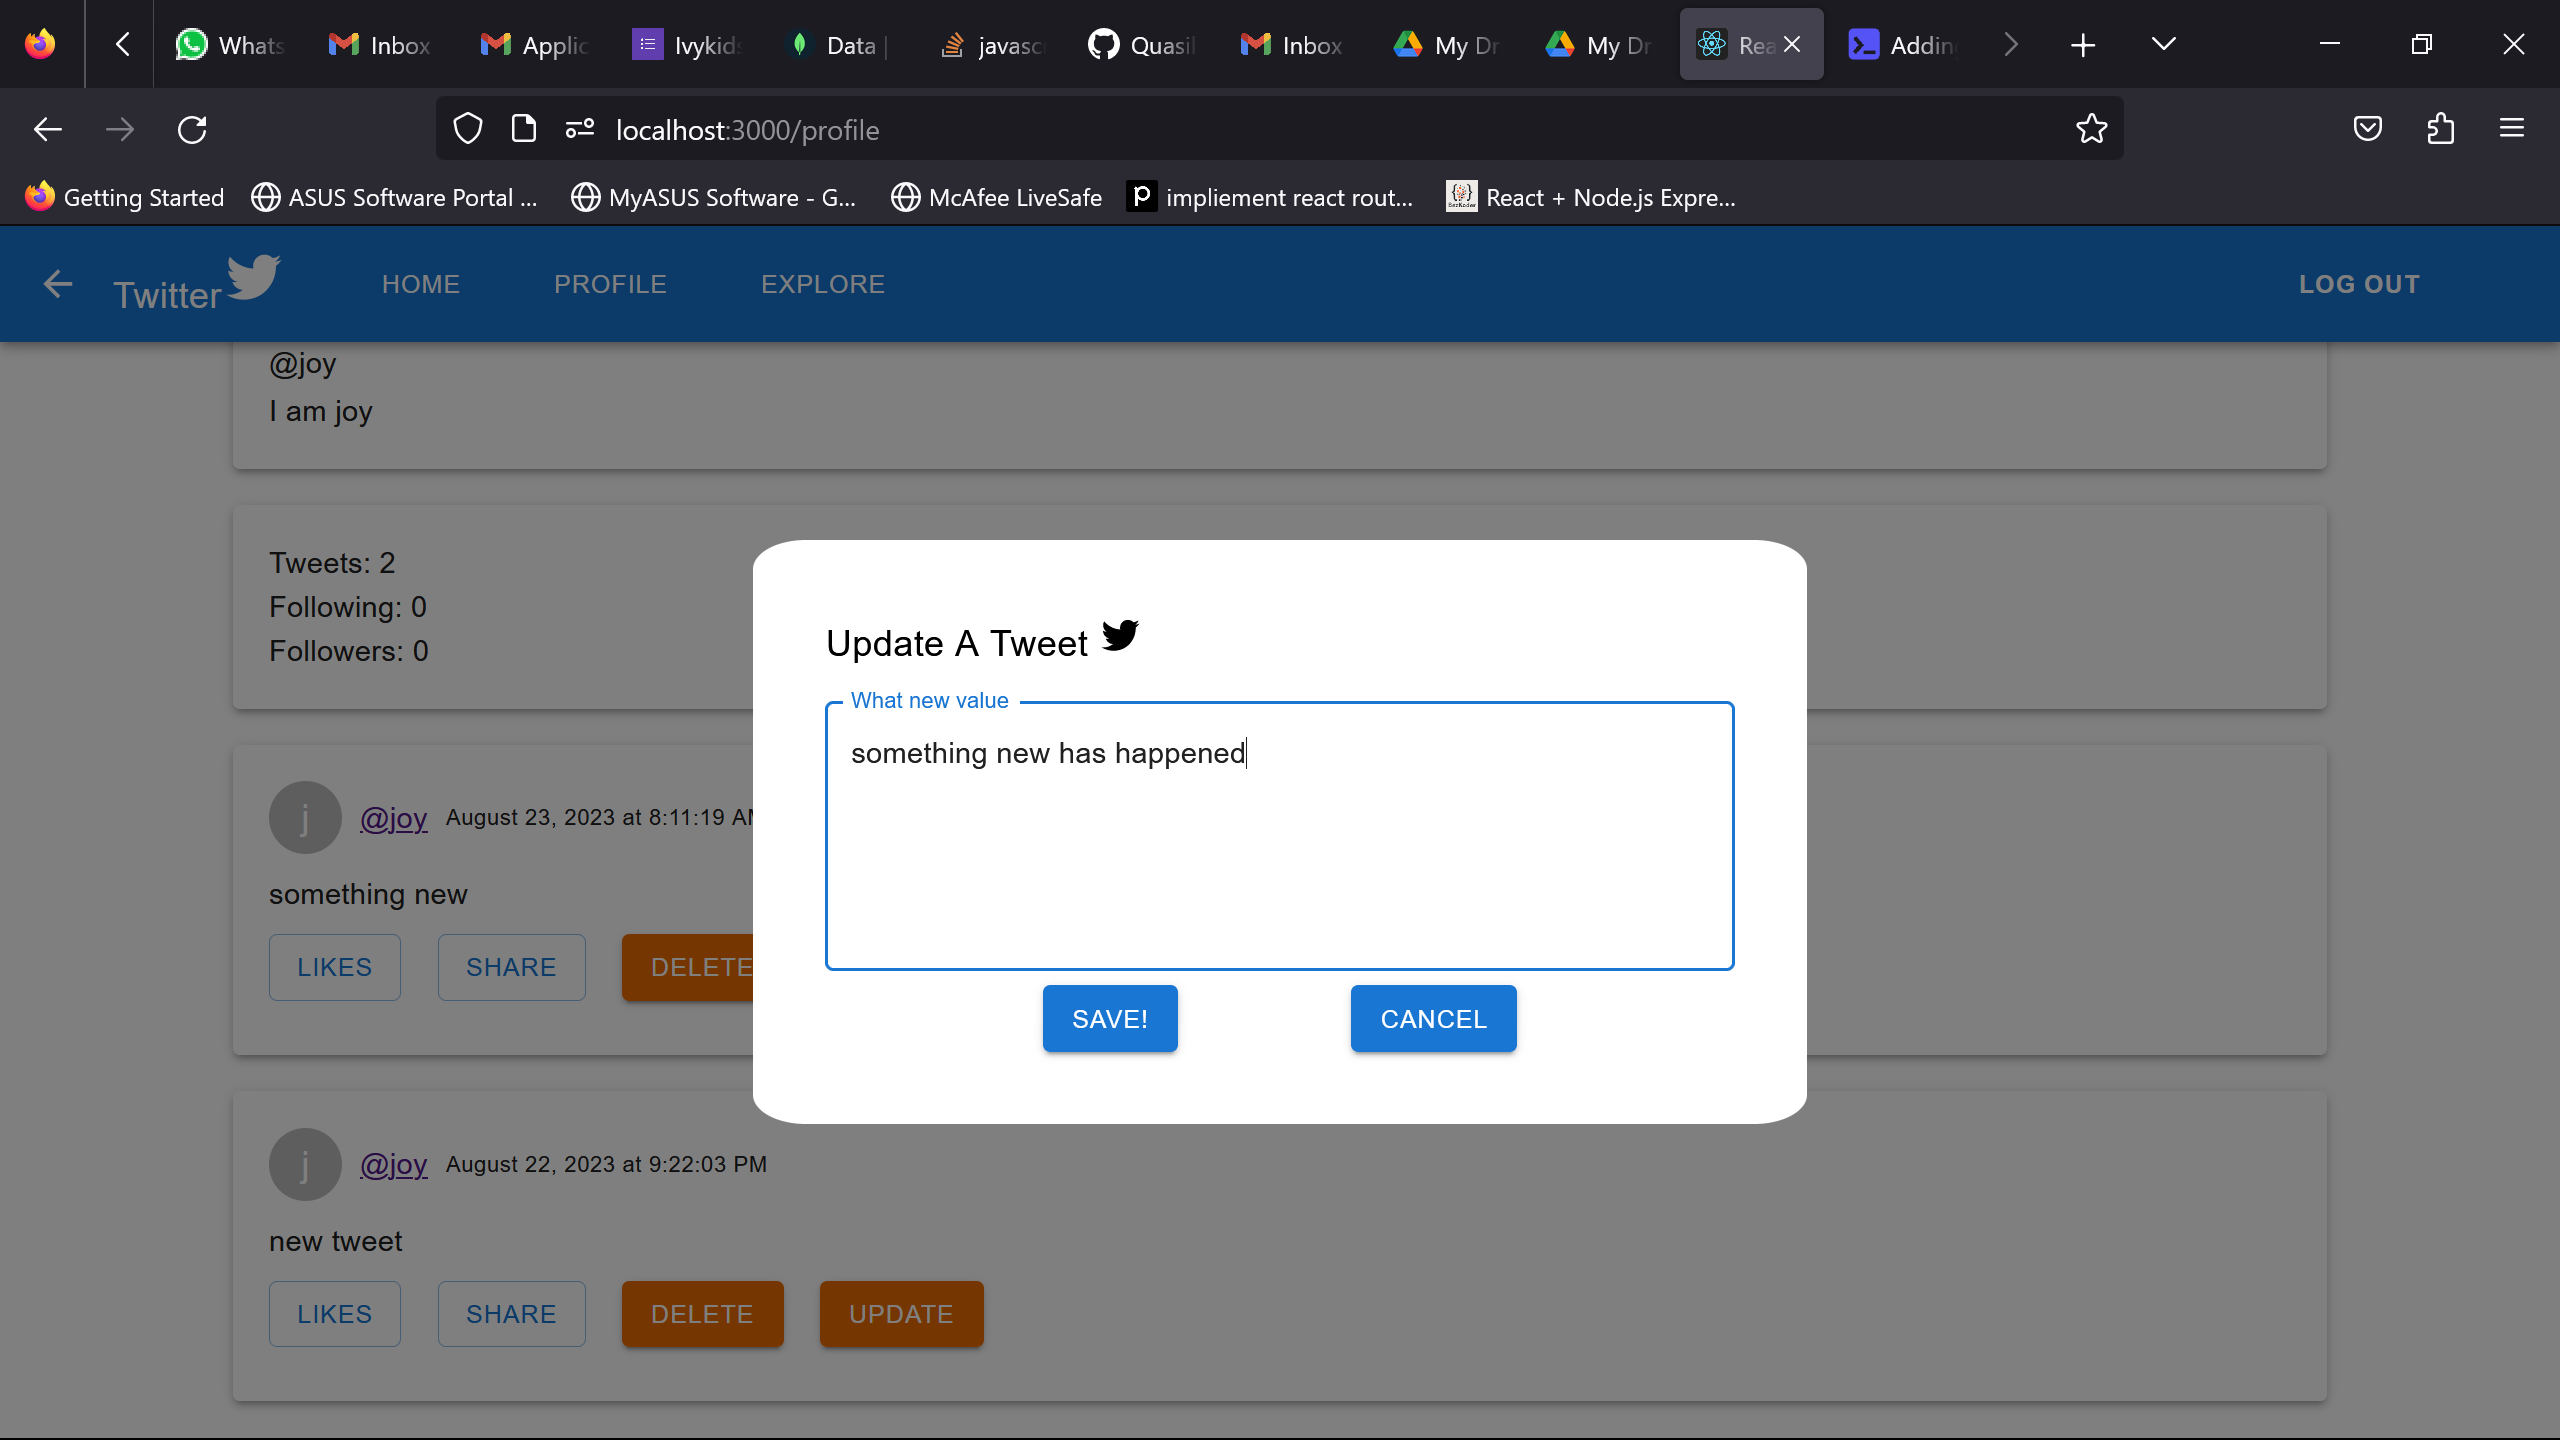 Whats Inbox Applic Ivykids Data | javasc Quasil Inbox My Dr My Dr Rea Adding
localhost:3000/profile
Getting Started ASUS Software Portal ... MyASUS Software - G... McAfee LiveSafe impliement react rout... React + Node.js Expre...
Twitter HOME PROFILE EXPLORE LOG OUT
@joy
I am joy
Tweets: 2
Following: 0
Followers: 0
j @joy August 23, 2023 at 8:11:19 AM
something new
LIKES SHARE DELETE
Update A Tweet
What new value
something new has happened
SAVE! CANCEL
j @joy August 22, 2023 at 9:22:03 PM
new tweet
LIKES SHARE DELETE UPDATE